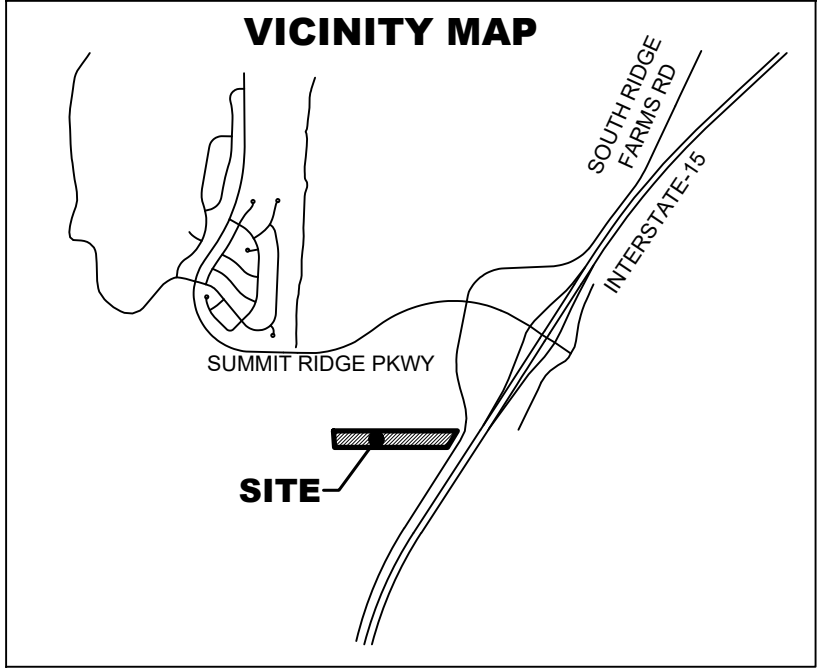 VICINITY MAP
SOUTH RIDGE
FARMS RD
INTERSTATE-15
SUMMIT RIDGE PKWY
SITE